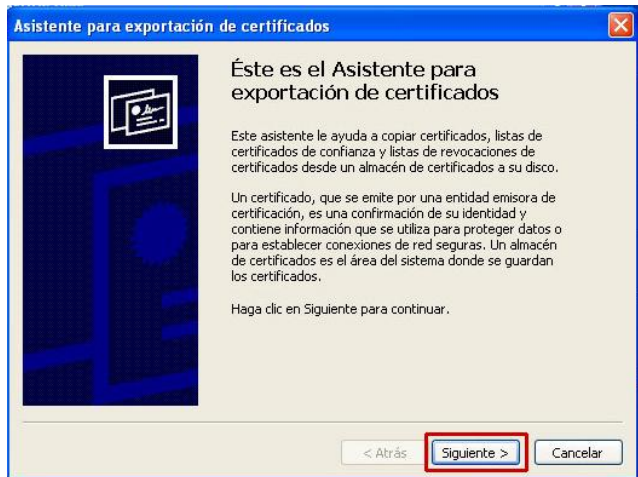 Asistente para exportación de certificados
Éste es el Asistente para
exportación de certificados
Este asistente le ayuda a copiar certificados, listas de
certificados de confianza y listas de revocaciones de
certificados desde un almacén de certificados a su disco.
Un certificado, que se emite por una entidad emisora de
certificación, es una confirmación de su identidad y
contiene información que se utiliza para proteger datos o
para establecer conexiones de red seguras. Un almacén
de certificados es el área del sistema donde se guardan
los certificados.
Haga clic en Siguiente para continuar.
< Atrás Siguiente > Cancelar